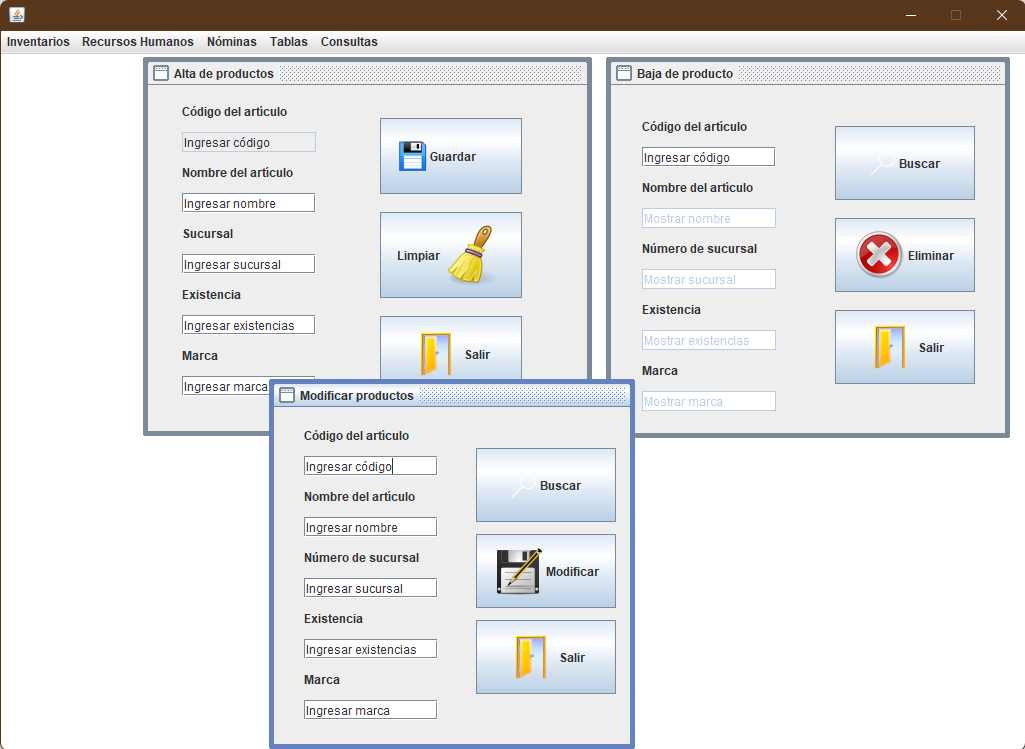 Inventarios Recursos Humanos Nóminas Tablas Consultas
Alta de productos
Código del artículo
Ingresar código
Nombre del artículo
Ingresar nombre
Sucursal
Ingresar sucursal
Existencia
Ingresar existencias
Marca
Ingresar marca
Guardar
Limpiar
Salir
Baja de producto
Código del artículo
Ingresar código
Nombre del artículo
Mostrar nombre
Número de sucursal
Mostrar sucursal
Existencia
Mostrar existencias
Marca
Mostrar marca
Buscar
Eliminar
Salir
Modificar productos
Código del artículo
Ingresar código
Nombre del artículo
Ingresar nombre
Número de sucursal
Ingresar sucursal
Existencia
Ingresar existencias
Marca
Ingresar marca
Buscar
Modificar
Salir